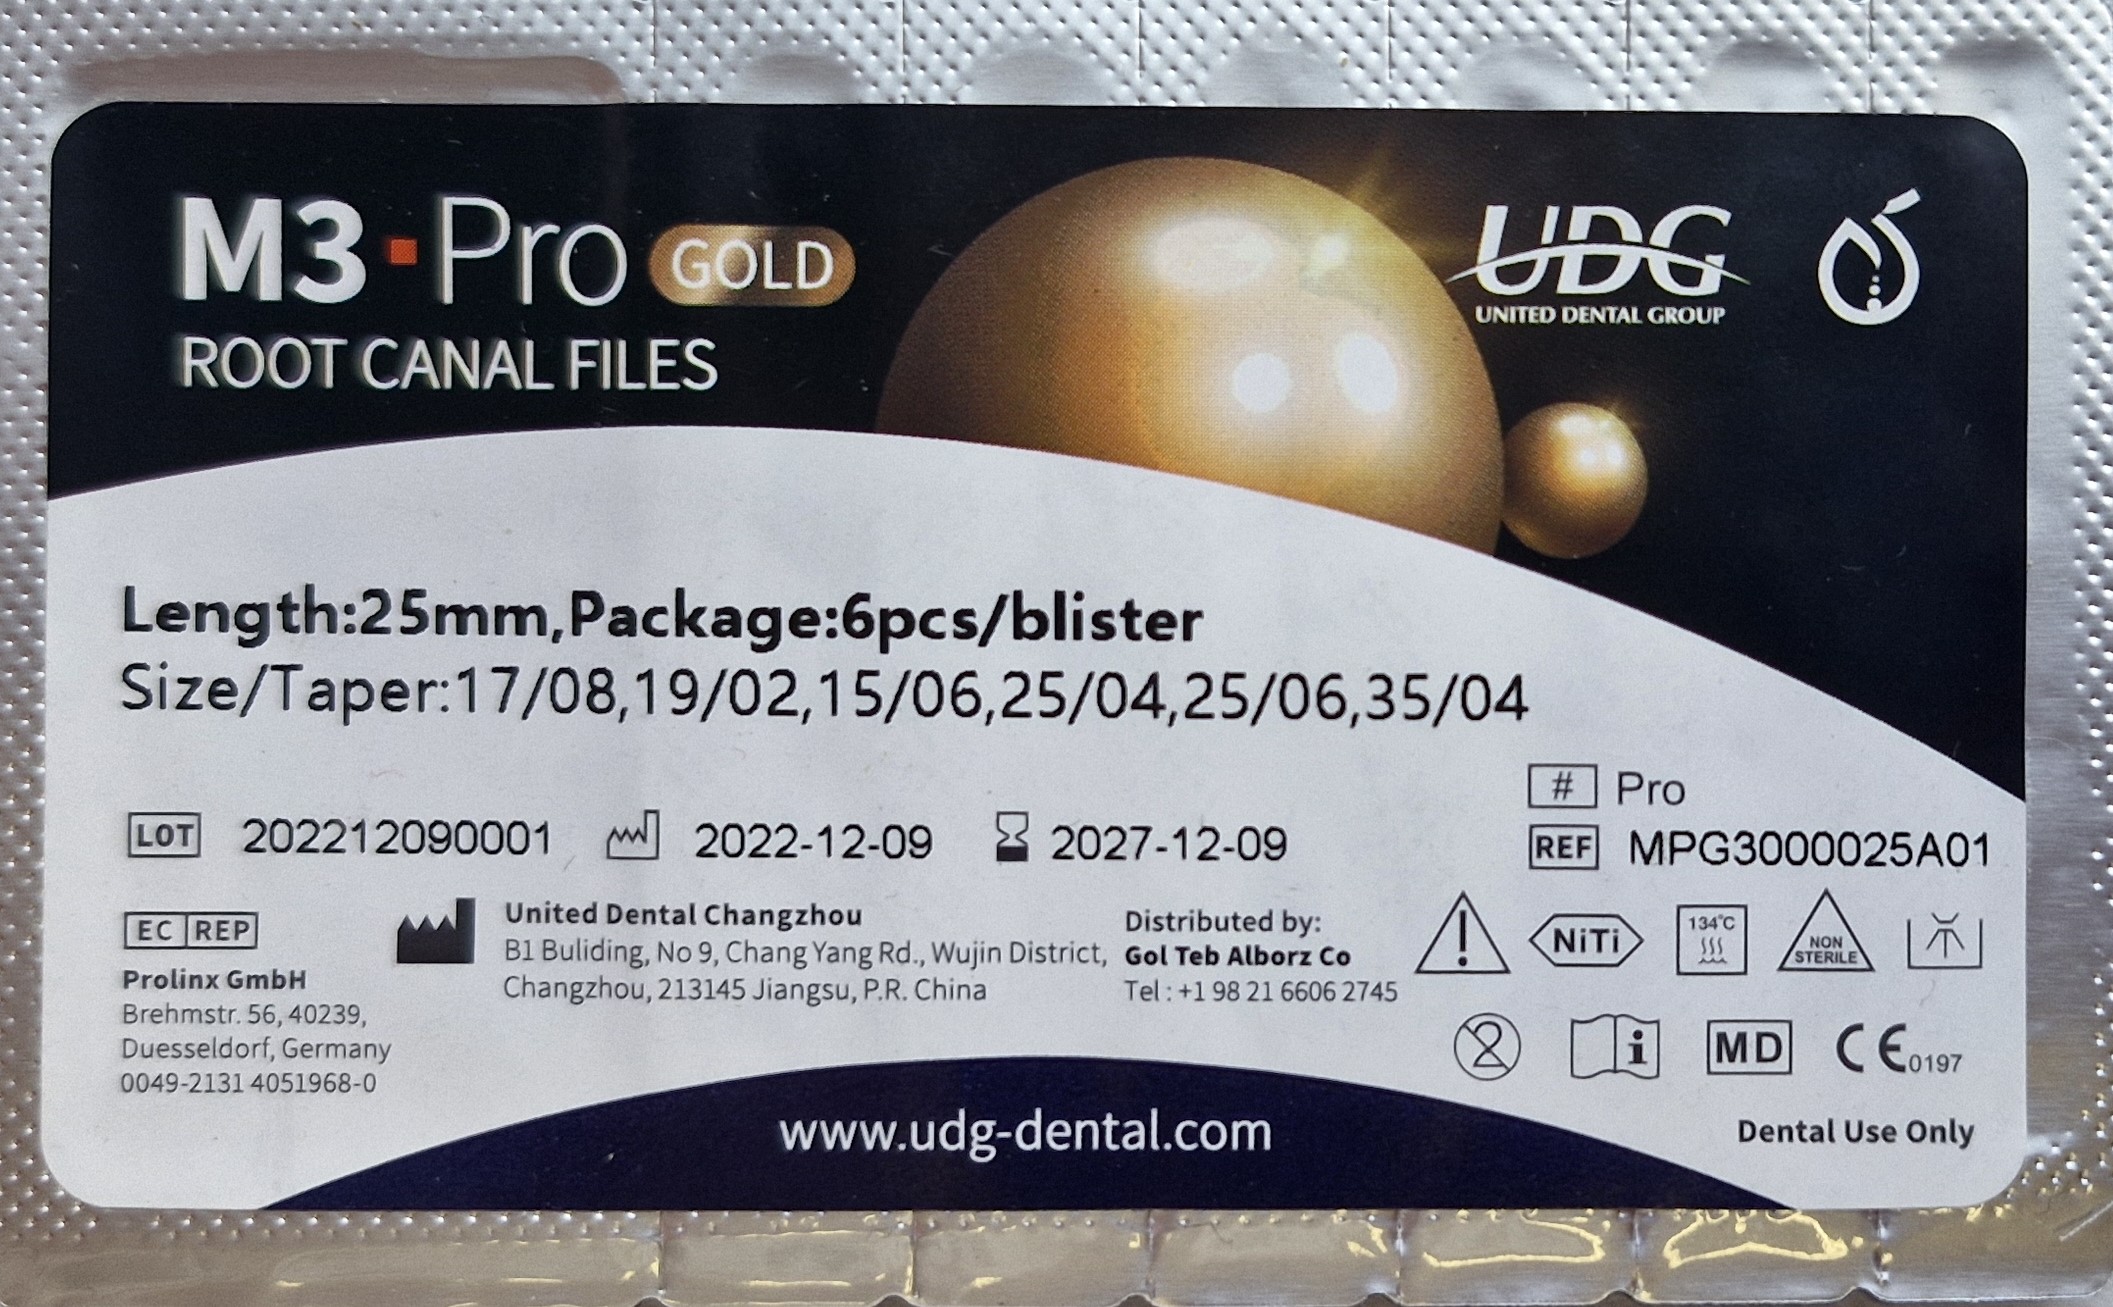 M3·Pro GOLD
ROOT CANAL FILES
UDG
UNITED DENTAL GROUP
Length:25mm,Package:6pcs/blister
Size/Taper:17/08,19/02,15/06,25/04,25/06,35/04
# Pro
LOT 202212090001 2022-12-09 2027-12-09
REF MPG3000025A01
EC REP
Prolinx GmbH
Brehmstr. 56, 40239,
Duesseldorf, Germany
0049-2131 4051968-0
United Dental Changzhou
B1 Buliding, No 9, Chang Yang Rd., Wujin District,
Changzhou, 213145 Jiangsu, P.R. China
Distributed by:
Gol Teb Alborz Co
Tel : +1 98 21 6606 2745
! NiTi 134°C NON STERILE
2 i MD CE 0197
Dental Use Only
www.udg-dental.com